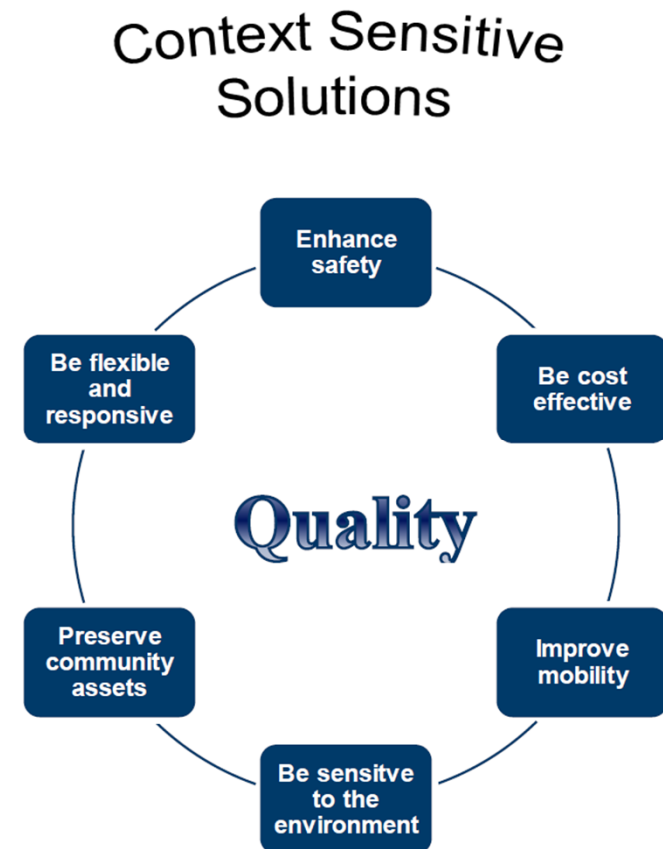 Context Sensitive
Solutions
Enhance
safety
Be flexible
and
responsive
Be cost
effective
Quality
Preserve
community
assets
Improve
mobility
Be sensitve
to the
environment